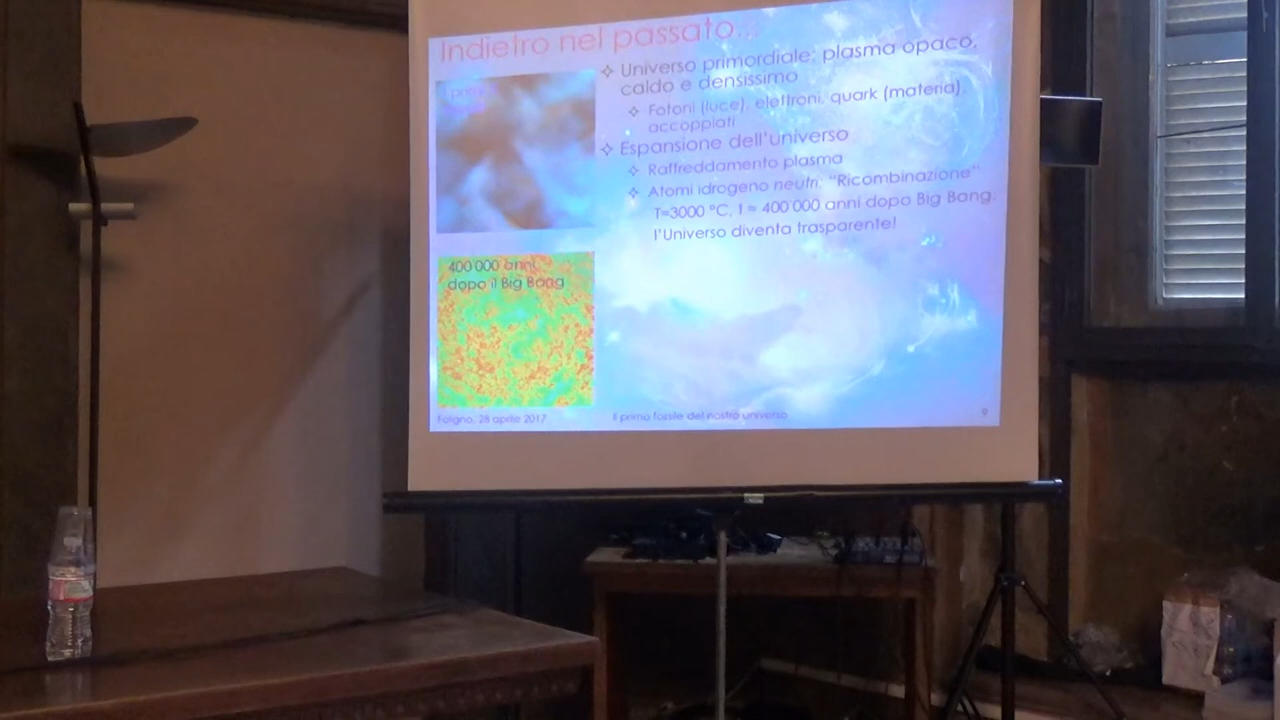 Indietro nel passato...
Universo primordiale: plasma opaco,
caldo e densissimo
Fotoni (luce), elettroni, quark (materia),
accoppiati
Espansione dell'universo
Raffreddamento plasma
Atomi idrogeno neutri: "Ricombinazione"
T=3000 °C, t = 400 000 anni dopo Big Bang.
l'Universo diventa trasparente!
400 000 anni
dopo il Big Bang
Foligno, 28 aprile 2017
Il primo fossile del nostro universo
9